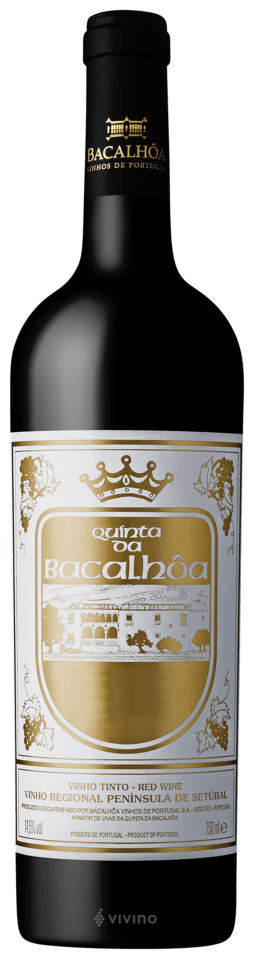 BACALHÔA
VINHOS DE PORTUGAL
Quinta
da
Bacalhôa
VINHO TINTO - RED WINE
VINHO REGIONAL PENÍNSULA DE SETÚBAL
PRODUZIDO E ENGARRAFADO POR BACALHÔA VINHOS DE PORTUGAL S.A. - AZEITÃO - PORTUGAL
A PARTIR DE UVAS DA QUINTA DA BACALHÔA
14,5% vol 750 ml e
PRODUTO DE PORTUGAL - PRODUCT OF PORTUGAL
VIVINO